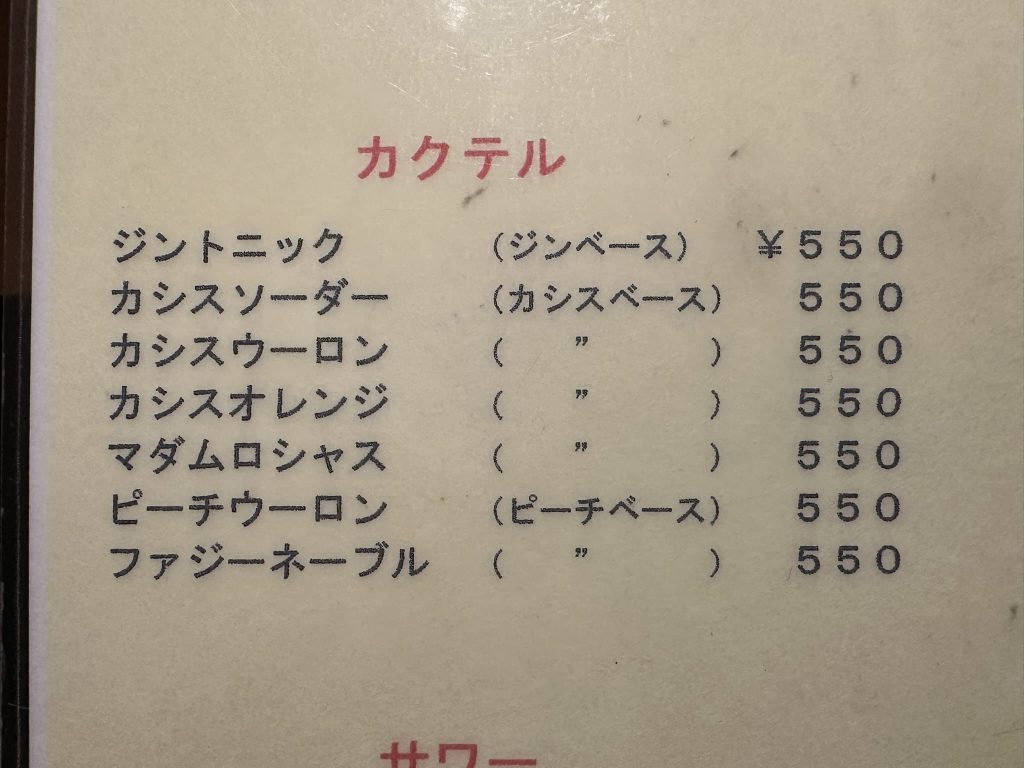 カクテル
ジントニック (ジンベース) ¥550
カシスソーダー (カシスベース) 550
カシスウーロン ( 〃 ) 550
カシスオレンジ ( 〃 ) 550
マダムロシャス ( 〃 ) 550
ピーチウーロン (ピーチベース) 550
ファジーネーブル ( 〃 ) 550
サワー